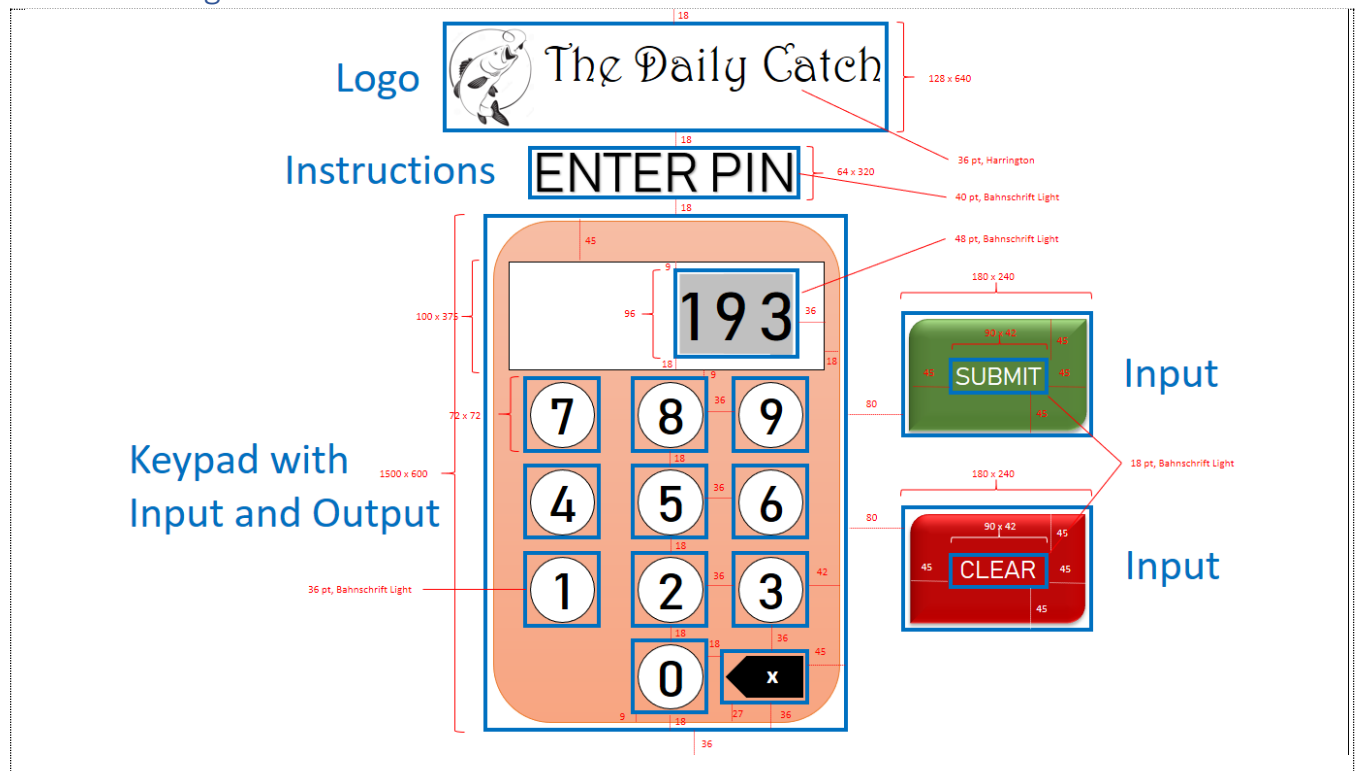 18
Logo
The Daily Catch
128 x 640
18
36 pt, Harrington
Instructions
ENTER PIN
64 x 320
40 pt, Bahnschrift Light
18
45
48 pt, Bahnschrift Light
9
193
96
36
100 x 375
18
18
9
180 x 240
90 x 42
49
49
SUBMIT
49
45
Input
72 x 72
7
8
36
9
80
18
Keypad with
Input and Output
1500 x 600
4
5
36
6
18
18 pt, Bahnschrift Light
180 x 240
80
90 x 42
45
45
CLEAR
45
45
Input
36 pt, Bahnschrift Light
1
2
36
3
42
18
18
36
45
0
x
9
18
27
36
36